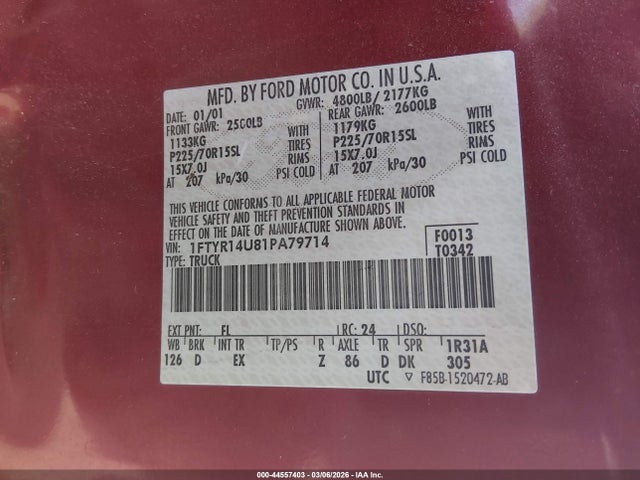 MFD. BY FORD MOTOR CO. IN U.S.A.
DATE: 01/01 GVWR: 4800LB/ 2177KG
FRONT GAWR: 2500LB REAR GAWR: 2600LB
1133KG WITH 1179KG WITH
P225/70R15SL TIRES P225/70R15SL TIRES
15X7.0J RIMS 15X7.0J RIMS
AT 207 kPa/30 PSI COLD AT 207 kPa/30 PSI COLD
THIS VEHICLE CONFORMS TO ALL APPLICABLE FEDERAL MOTOR
VEHICLE SAFETY AND THEFT PREVENTION STANDARDS IN
EFFECT ON THE DATE OF MANUFACTURE SHOWN ABOVE.
VIN: 1FTYR14U81PA79714 F0013
TYPE: TRUCK T0342
EXT PNT: FL RC: 24 DSO:
WB BRK INT TR TP/PS R AXLE TR SPR 1R31A
126 D EX Z 86 D DK 305
UTC F85B-1520472-AB
000-44557403 - 03/06/2026 - IAA Inc.